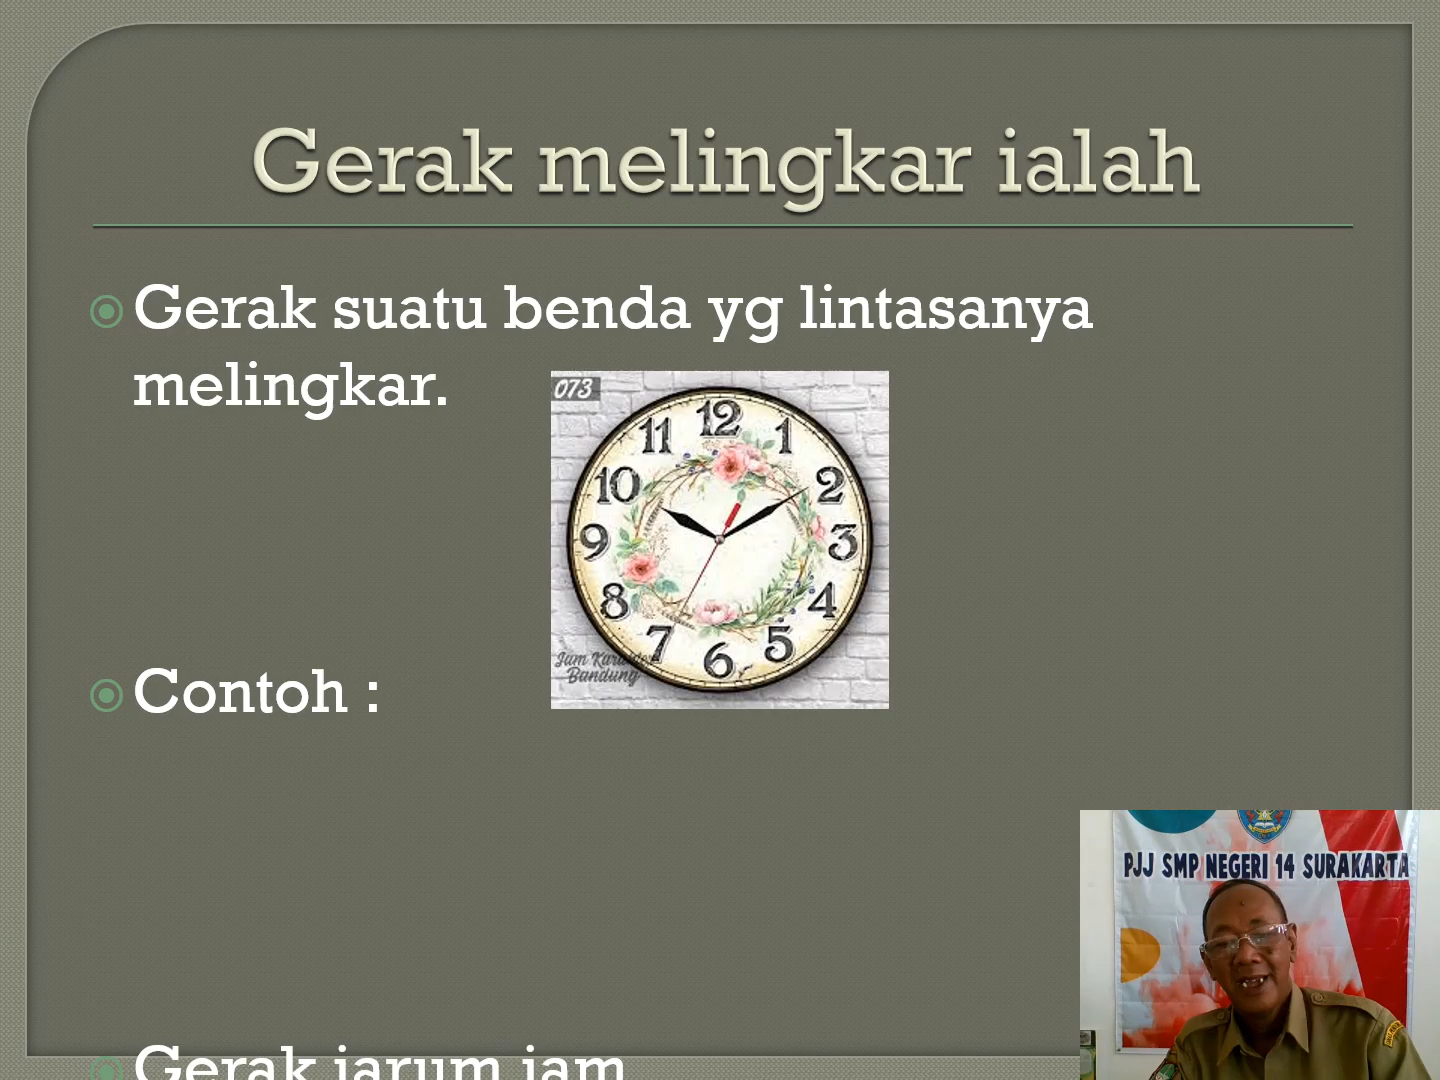 Gerak melingkar ialah
Gerak suatu benda yg lintasanya
melingkar.
073
12
11
1
10
2
9
3
8
4
7
5
6
Bandung
Contoh :
PJJ SMP NEGERI 14 SURAKARTA
Gerak jarum jam